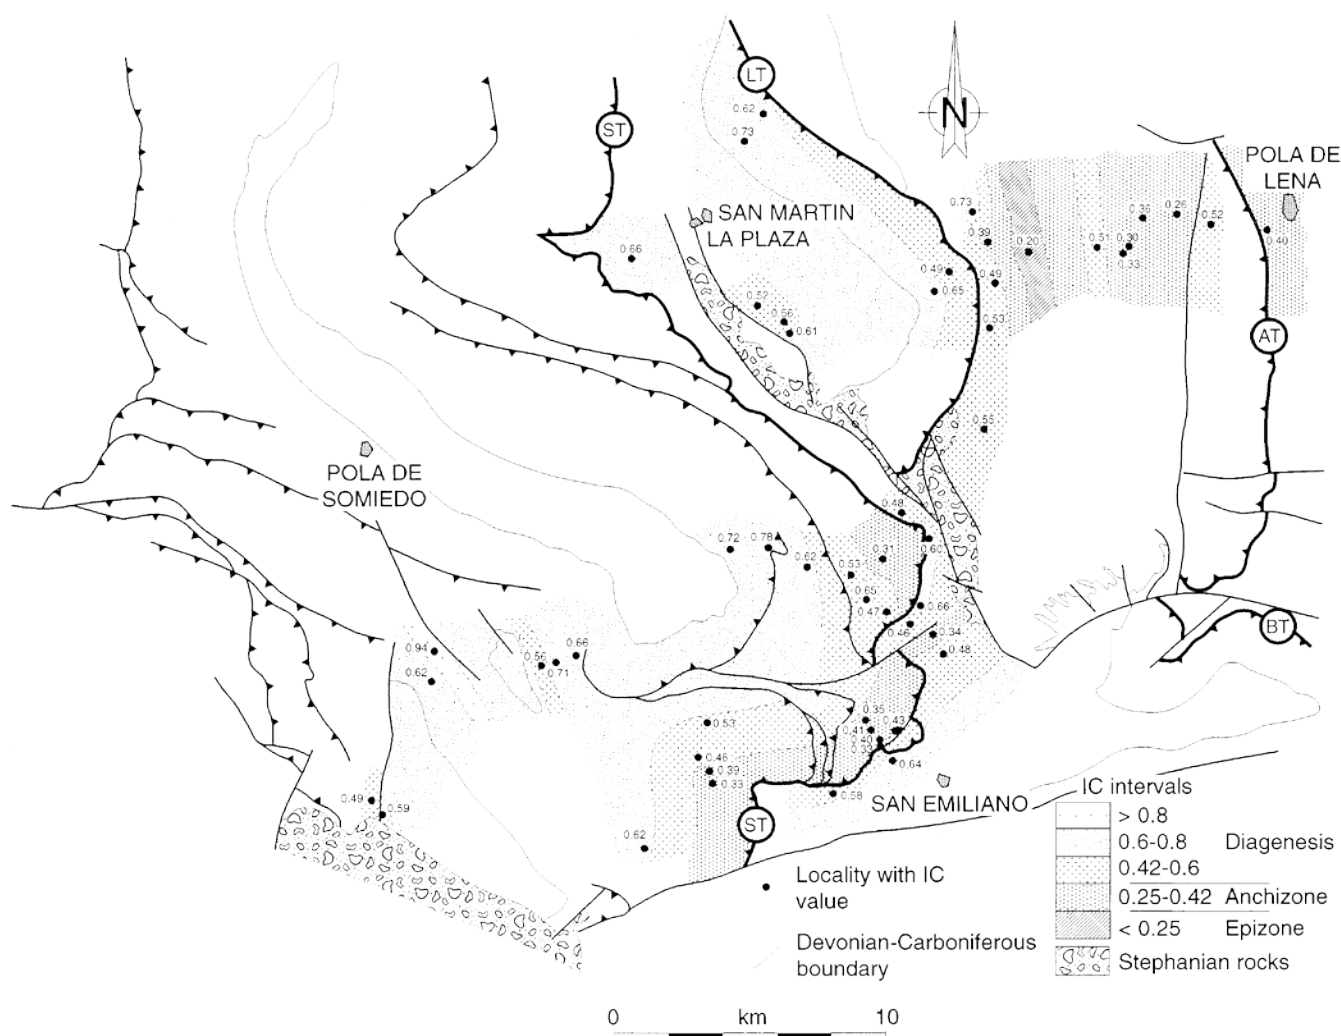 LT
0.62
ST
0.73
N
POLA DE
LENA
SAN MARTIN
LA PLAZA
0.73
0.36
0.26
0.52
0.39
0.20
0.51
0.30
0.33
0.40
0.66
0.49
0.65
0.49
0.52
0.56
0.61
0.53
AT
0.55
POLA DE
SOMIEDO
0.48
0.60
0.72
0.78
0.62
0.53
0.31
0.65
0.47
0.66
0.46
0.34
0.48
BT
0.94
0.62
0.56
0.71
0.66
0.53
0.35
0.41
0.43
0.40
0.46
0.39
0.33
0.64
0.49
0.59
0.58
SAN EMILIANO
ST
0.62
IC intervals
> 0.8
0.6-0.8 Diagenesis
0.42-0.6
0.25-0.42 Anchizone
< 0.25 Epizone
Stephanian rocks
Locality with IC
value
Devonian-Carboniferous
boundary
0 km 10